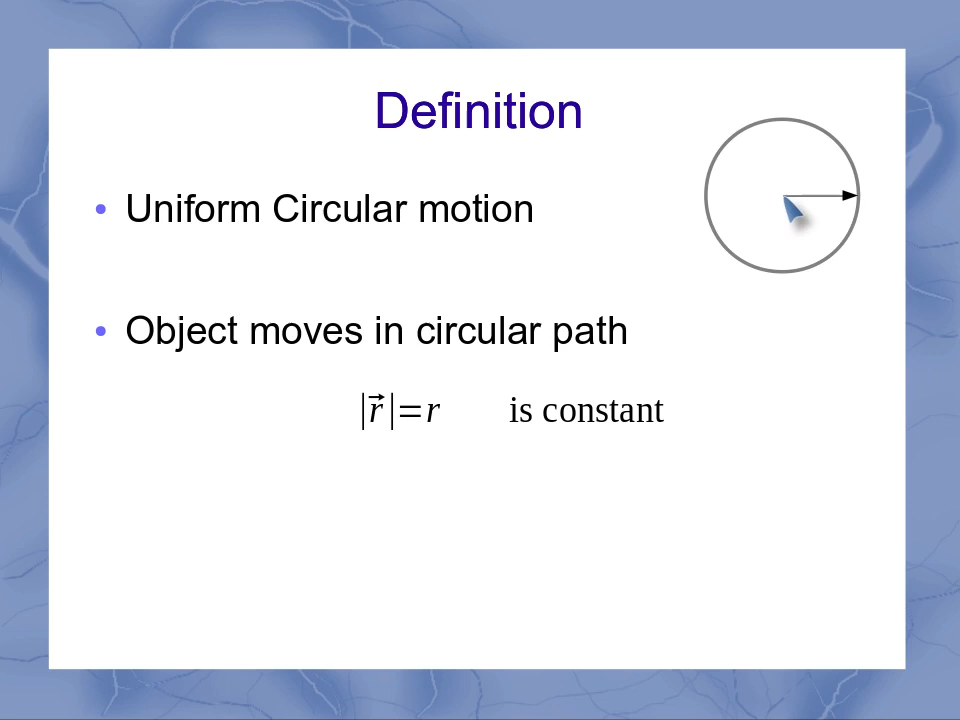 Definition
• Uniform Circular motion
• Object moves in circular path
|r⃗|=r is constant